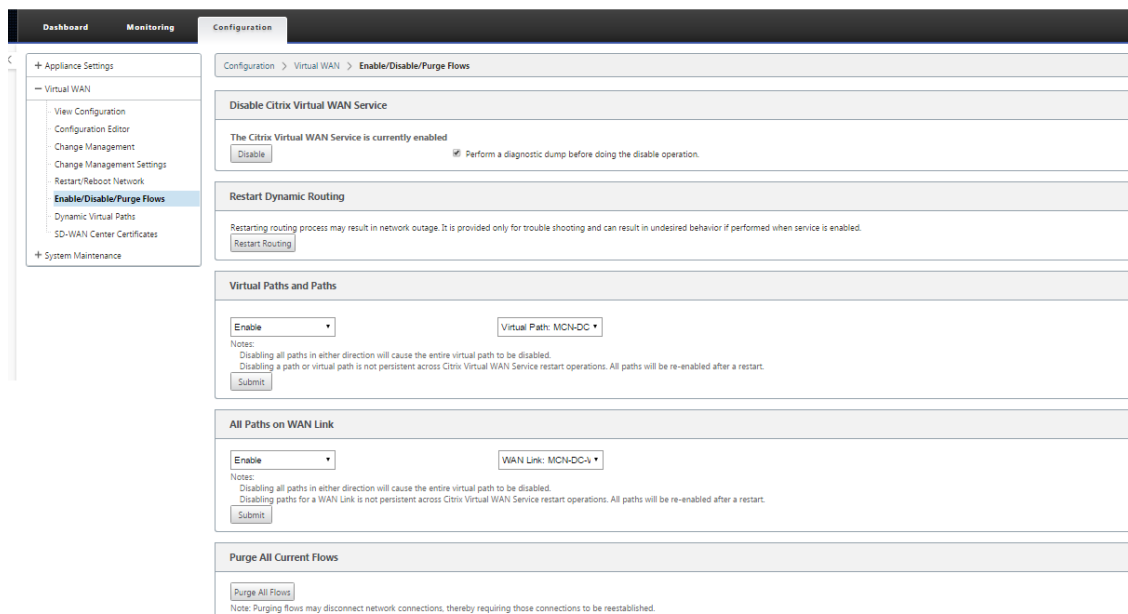 Dashboard Monitoring Configuration
+ Appliance Settings
− Virtual WAN
View Configuration
Configuration Editor
Change Management
Change Management Settings
Restart/Reboot Network
Enable/Disable/Purge Flows
Dynamic Virtual Paths
SD-WAN Center Certificates
+ System Maintenance
Configuration > Virtual WAN > Enable/Disable/Purge Flows
Disable Citrix Virtual WAN Service
The Citrix Virtual WAN Service is currently enabled
Disable Perform a diagnostic dump before doing the disable operation.
Restart Dynamic Routing
Restarting routing process may result in network outage. It is provided only for trouble shooting and can result in undesired behavior if performed when service is enabled.
Restart Routing
Virtual Paths and Paths
Enable Virtual Path: MCN-DC
Notes:
Disabling all paths in either direction will cause the entire virtual path to be disabled.
Disabling a path or virtual path is not persistent across Citrix Virtual WAN Service restart operations. All paths will be re-enabled after a restart.
Submit
All Paths on WAN Link
Enable WAN Link: MCN-DC-
Notes:
Disabling all paths in either direction will cause the entire virtual path to be disabled.
Disabling paths for a WAN Link is not persistent across Citrix Virtual WAN Service restart operations. All paths will be re-enabled after a restart.
Submit
Purge All Current Flows
Purge All Flows
Note: Purging flows may disconnect network connections, thereby requiring those connections to be reestablished.